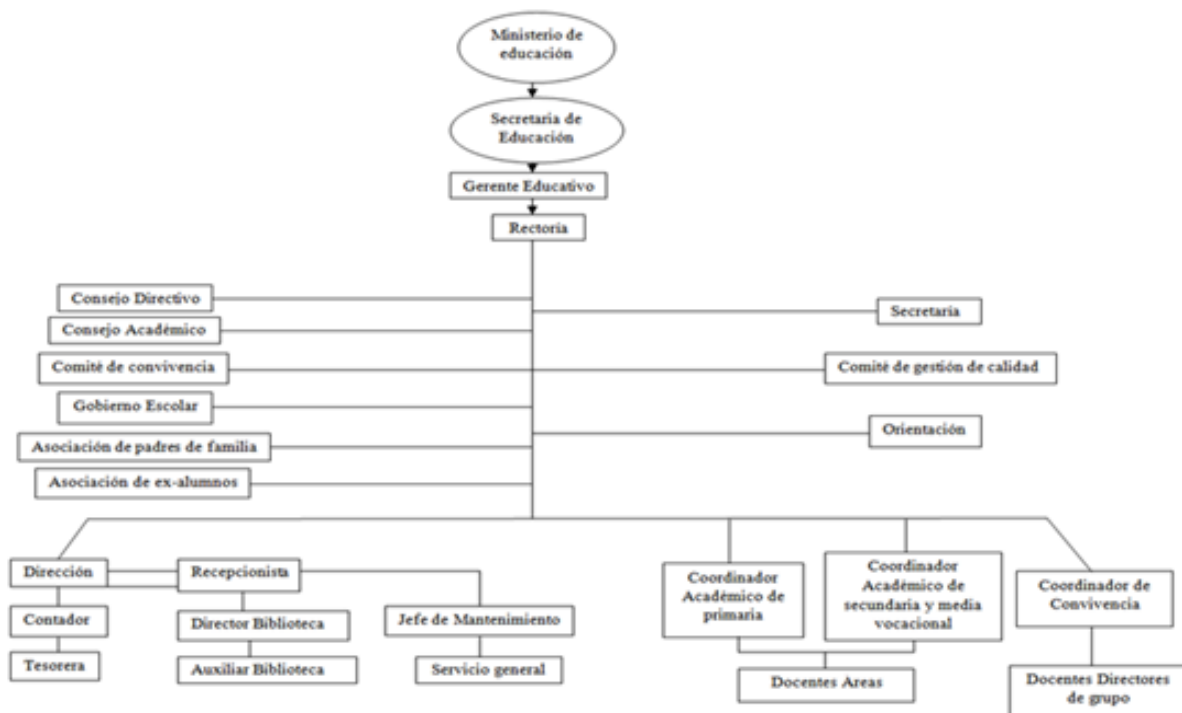 Ministerio de
educación
Secretaria de
Educación
Gerente Educativo
Rectoría
Consejo Directivo
Secretaria
Consejo Académico
Comité de convivencia
Comité de gestión de calidad
Gobierno Escolar
Orientación
Asociación de padres de familia
Asociación de ex-alumnos
Dirección
Recepcionista
Contador
Director Biblioteca
Jefe de Mantenimiento
Tesorera
Auxiliar Biblioteca
Servicio general
Coordinador
Académico de
primaria
Coordinador
Académico de
secundaria y media
vocacional
Coordinador de
Convivencia
Docentes Areas
Docentes Directores
de grupo